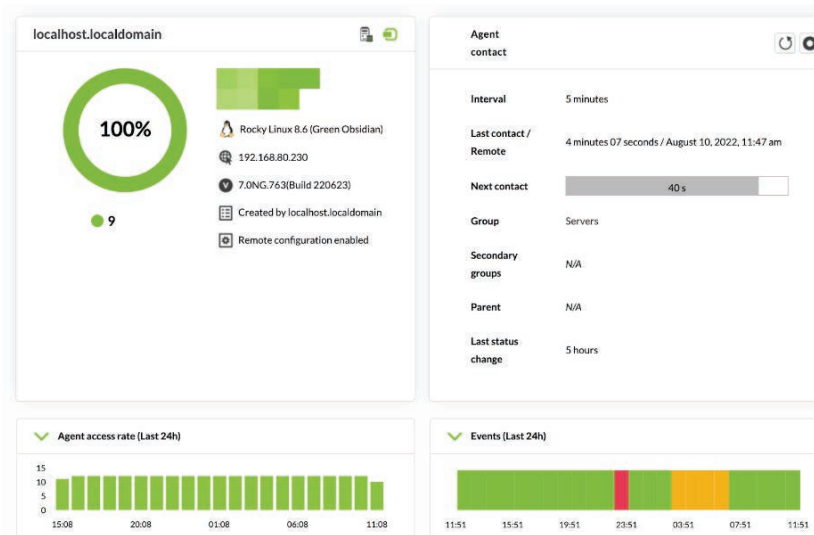 localhost.localdomain
100%
9
Rocky Linux 8.6 (Green Obsidian)
192.168.80.230
7.0NG.763(Build 220623)
Created by localhost.localdomain
Remote configuration enabled
Agent
contact
Interval 5 minutes
Last contact /
Remote 4 minutes 07 seconds / August 10, 2022, 11:47 am
Next contact 40 s
Group Servers
Secondary
groups N/A
Parent N/A
Last status
change 5 hours
Agent access rate (Last 24h)
15
10
5
0
15:08 20:08 01:08 06:08 11:08
Events (Last 24h)
11:51 15:51 19:51 23:51 03:51 07:51 11:51